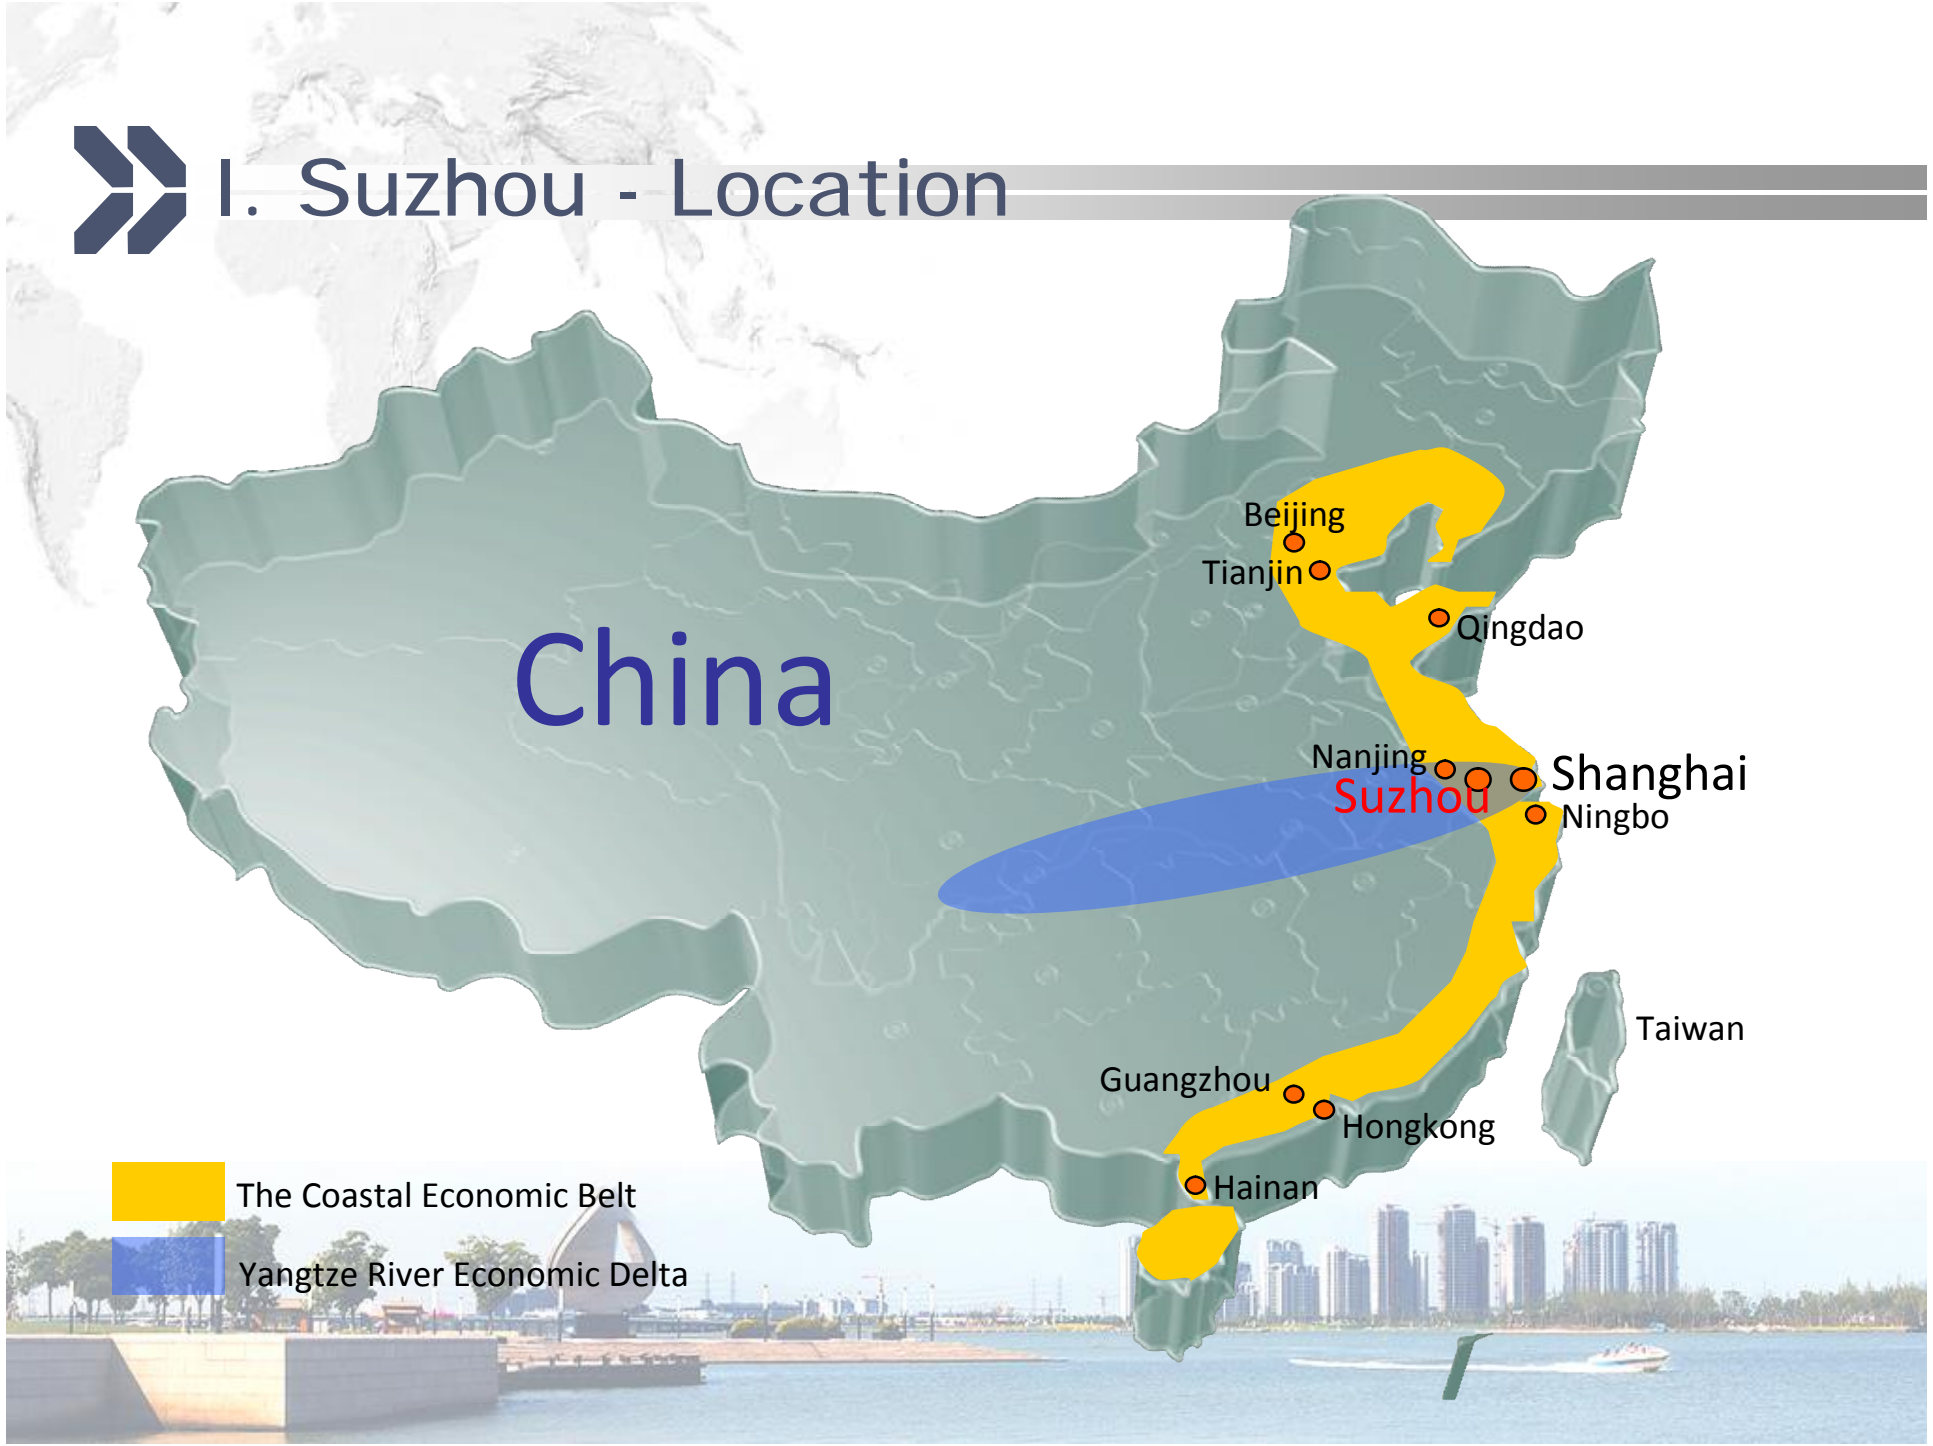 I. Suzhou - Location
Beijing
Tianjin
Qingdao
China
Nanjing
Shanghai
Suzhou
Ningbo
Taiwan
Guangzhou
Hongkong
Hainan
The Coastal Economic Belt
Yangtze River Economic Delta